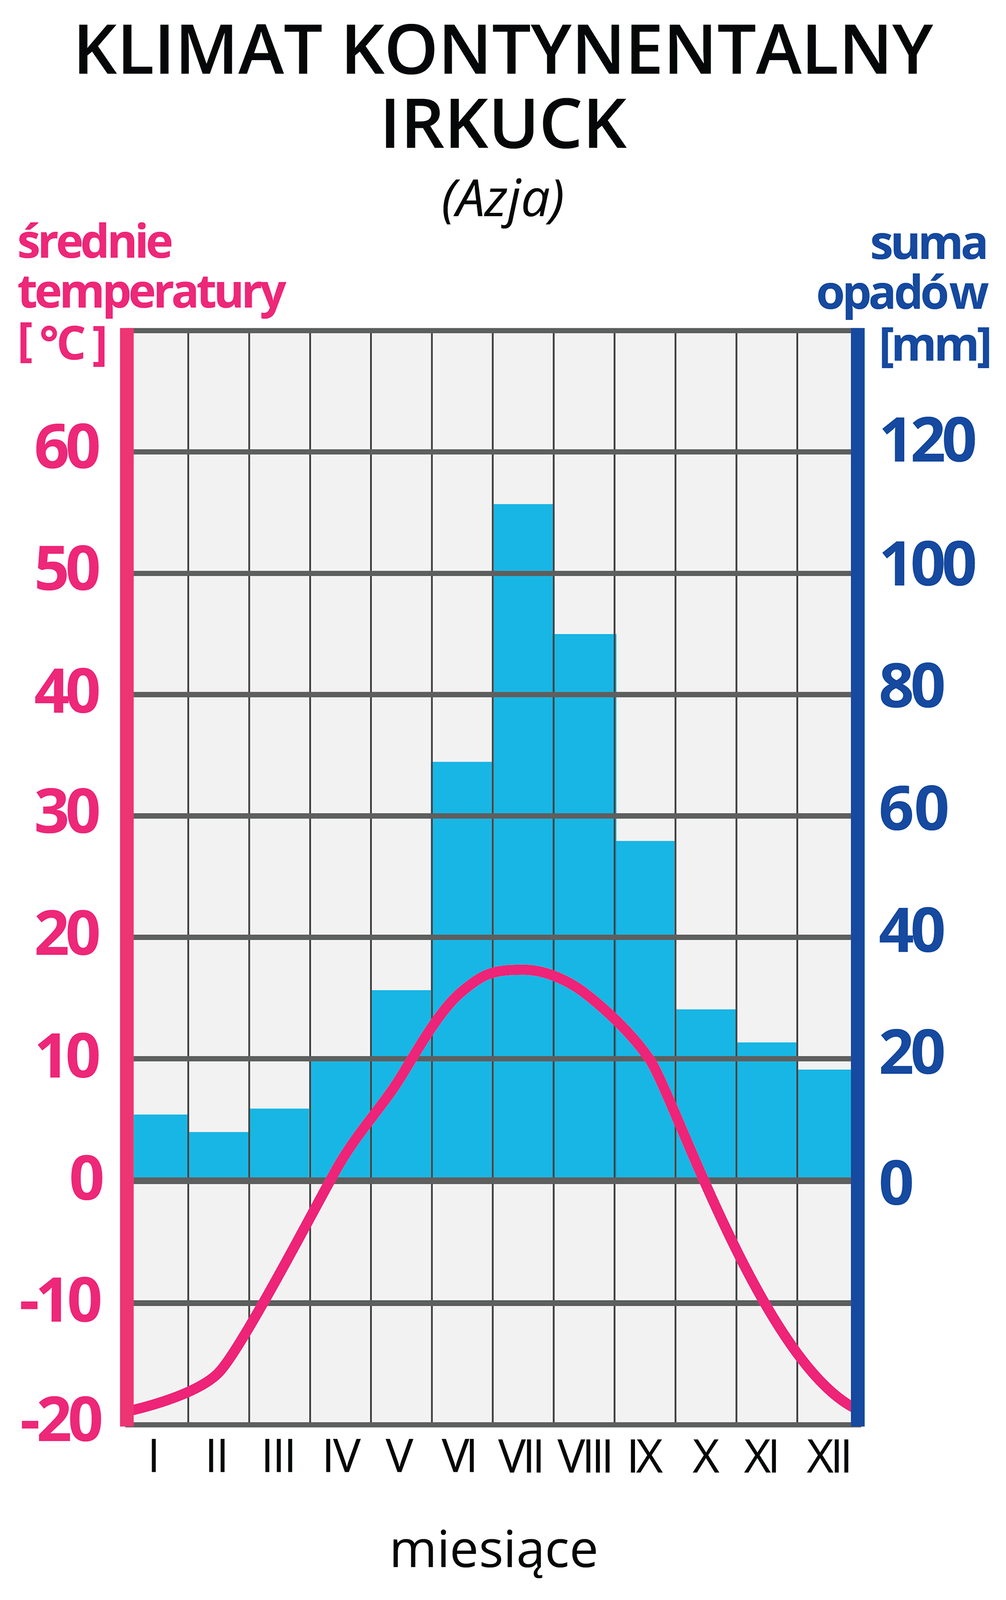 KLIMAT KONTYNENTALNY
IRKUCK
(Azja)
średnie
temperatury
[ °C ]
suma
opadów
[mm]
60
120
50
100
40
80
30
60
20
40
10
20
0
0
-10
-20
I II III IV V VI VII VIII IX X XI XII
miesiące